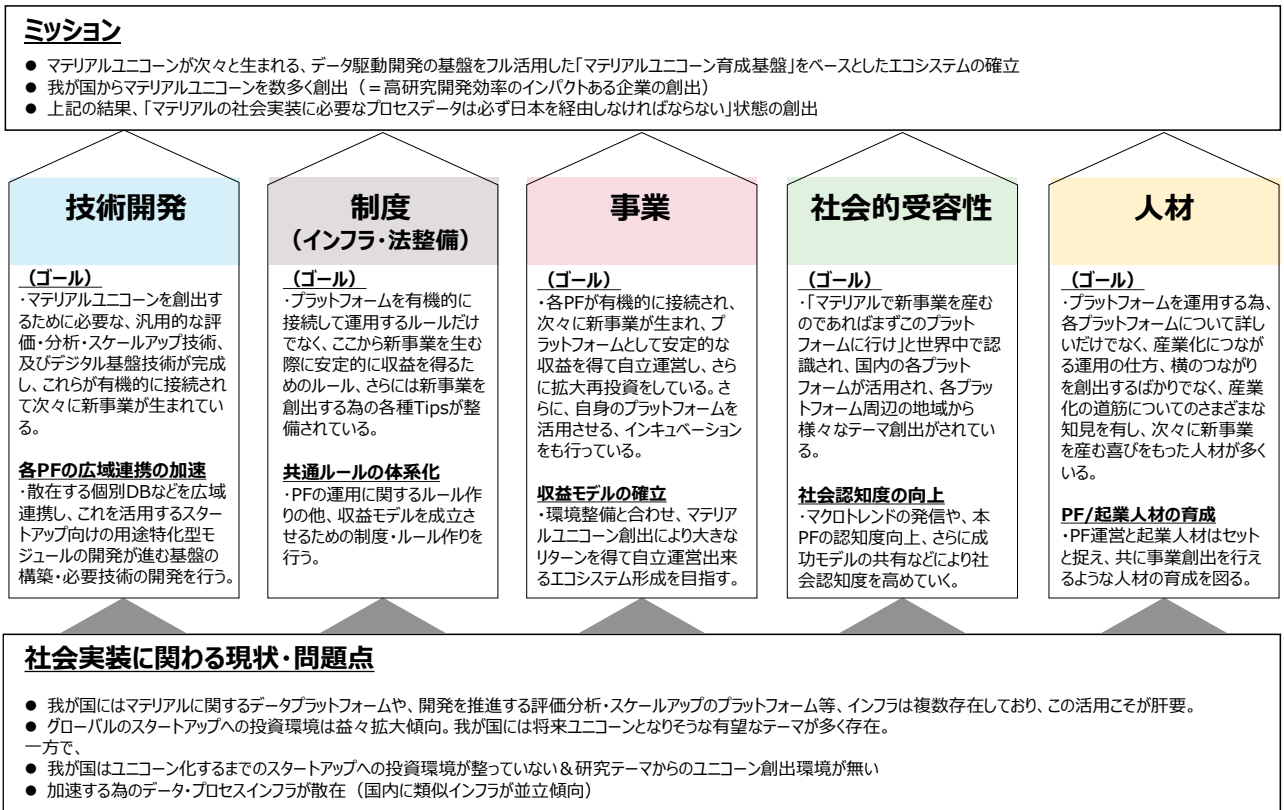 ミッション
● マテリアルユニコーンが次々と生まれる、データ駆動開発の基盤をフル活用した「マテリアルユニコーン育成基盤」をベースとしたエコシステムの確立
● 我が国からマテリアルユニコーンを数多く創出（＝高研究開発効率のインパクトある企業の創出）
● 上記の結果、「マテリアルの社会実装に必要なプロセスデータは必ず日本を経由しなければならない」状態の創出
技術開発
（ゴール）
・マテリアルユニコーンを創出す
るために必要な、汎用的な評
価・分析・スケールアップ技術、
及びデジタル基盤技術が完成
し、これらが有機的に接続され
て次々に新事業が生まれてい
る。
各PFの広域連携の加速
・散在する個別DBなどを広域
連携し、これを活用するスター
トアップ向けの用途特化型モ
ジュールの開発が進む基盤の
構築・必要技術の開発を行う。
制度
（インフラ・法整備）
（ゴール）
・プラットフォームを有機的に
接続して運用するルールだけ
でなく、ここから新事業を生む
際に安定的に収益を得るた
めのルール、さらには新事業を
創出する為の各種Tipsが整
備されている。
共通ルールの体系化
・PFの運用に関するルール作
りの他、収益モデルを成立さ
せるための制度・ルール作りを
行う。
事業
（ゴール）
・各PFが有機的に接続され、
次々に新事業が生まれ、プ
ラットフォームとして安定的な
収益を得て自立運営し、さら
に拡大再投資をしている。さ
らに、自身のプラットフォームを
活用させる、インキュベーション
をも行っている。
収益モデルの確立
・環境整備と合わせ、マテリア
ルユニコーン創出により大きな
リターンを得て自立運営出来
るエコシステム形成を目指す。
社会的受容性
（ゴール）
・「マテリアルで新事業を産む
のであればまずこのプラット
フォームに行け」と世界中で認
識され、国内の各プラット
フォームが活用され、各プラッ
トフォーム周辺の地域から
様々なテーマ創出がされてい
る。
社会認知度の向上
・マクロトレンドの発信や、本
PFの認知度向上、さらに成
功モデルの共有などにより社
会認知度を高めていく。
人材
（ゴール）
・プラットフォームを運用する為、
各プラットフォームについて詳し
いだけでなく、産業化につなが
る運用の仕方、横のつながり
を創出するばかりでなく、産業
化の道筋についてのさまざまな
知見を有し、次々に新事業
を産む喜びをもった人材が多く
いる。
PF/起業人材の育成
・PF運営と起業人材はセット
と捉え、共に事業創出を行え
るような人材の育成を図る。
社会実装に関わる現状・問題点
● 我が国にはマテリアルに関するデータプラットフォームや、開発を推進する評価分析・スケールアップのプラットフォーム等、インフラは複数存在しており、この活用こそが肝要。
● グローバルのスタートアップへの投資環境は益々拡大傾向。我が国には将来ユニコーンとなりそうな有望なテーマが多く存在。
一方で、
● 我が国はユニコーン化するまでのスタートアップへの投資環境が整っていない＆研究テーマからのユニコーン創出環境が無い
● 加速する為のデータ・プロセスインフラが散在（国内に類似インフラが並立傾向）